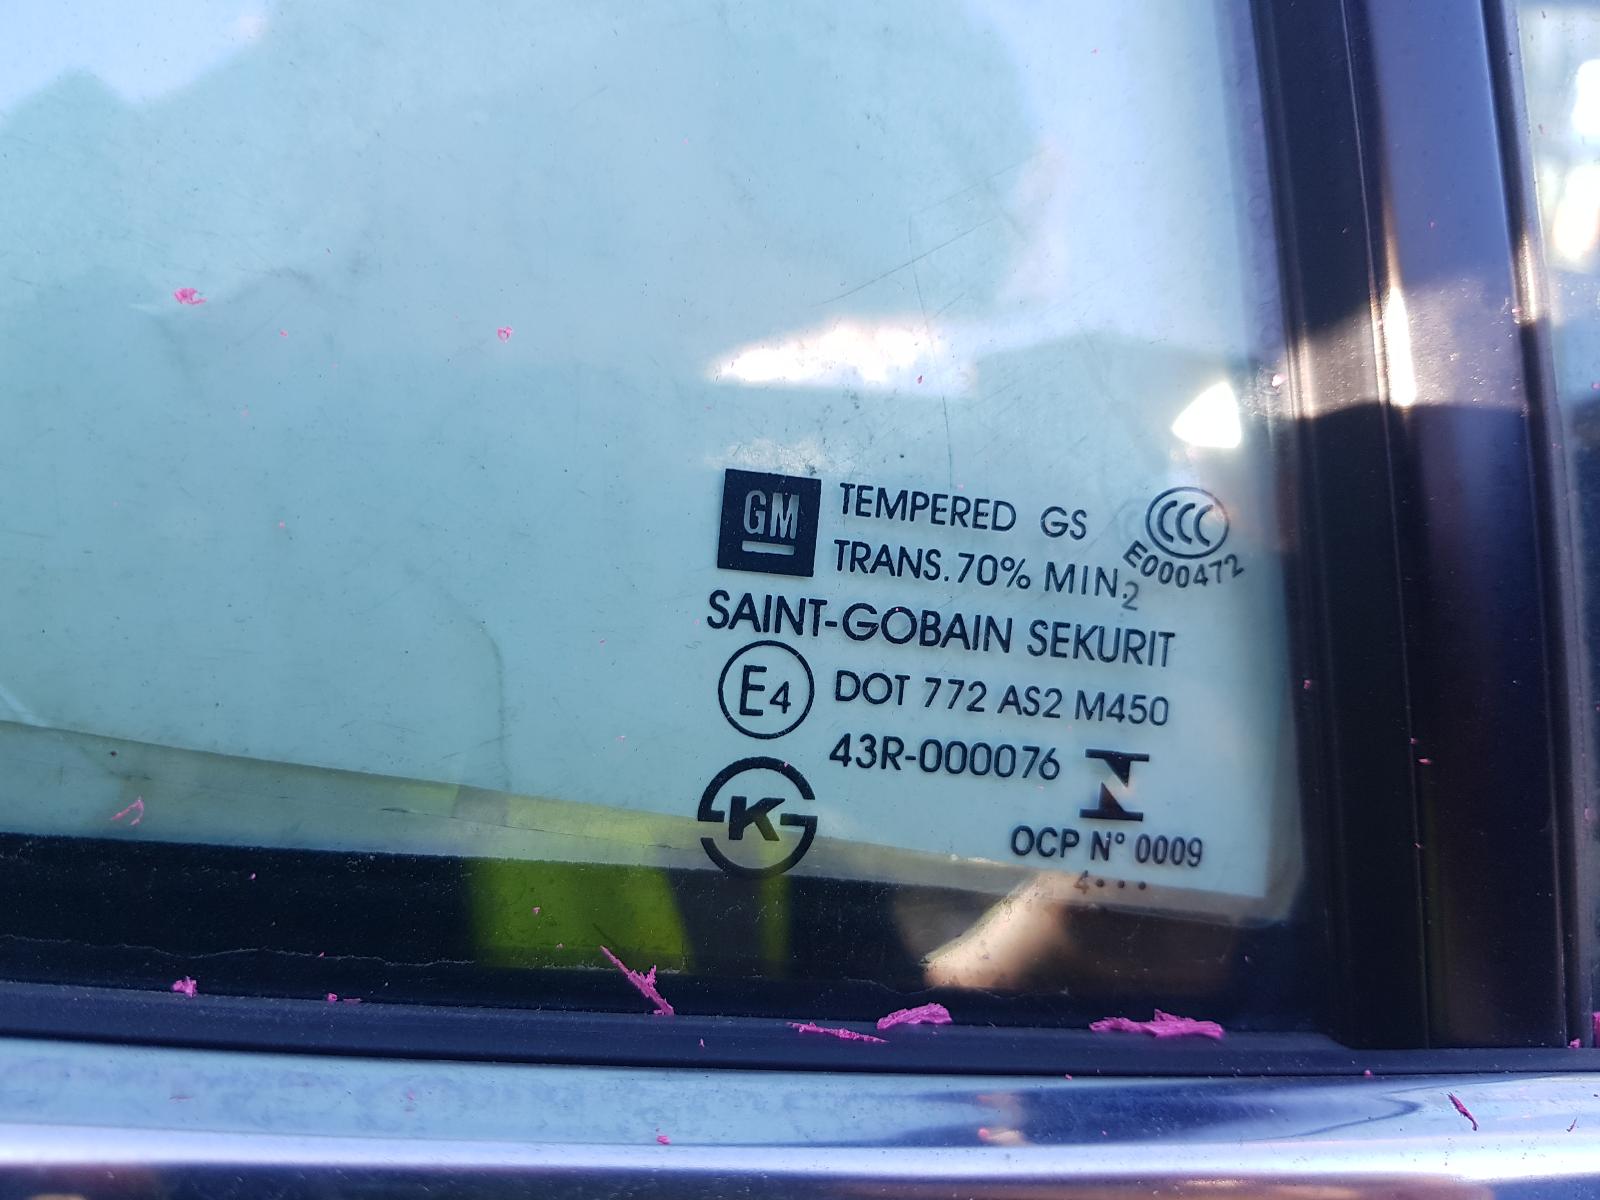 GM
TEMPERED GS
CCC
TRANS.70% MIN.
E000472
2
SAINT-GOBAIN SEKURIT
E4
DOT 772 AS2 M450
43R-000076
K
N
OCP N° 0009
4•••